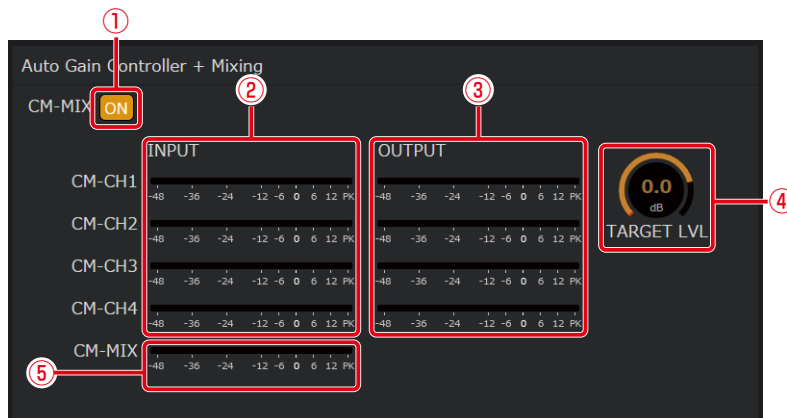 ①
Auto Gain Controller + Mixing
CM-MIX ON
② ③
INPUT OUTPUT
④
0.0
dB
TARGET LVL
CM-CH1
-48 -36 -24 -12 -6 0 6 12 PK -48 -36 -24 -12 -6 0 6 12 PK
CM-CH2
-48 -36 -24 -12 -6 0 6 12 PK -48 -36 -24 -12 -6 0 6 12 PK
CM-CH3
-48 -36 -24 -12 -6 0 6 12 PK -48 -36 -24 -12 -6 0 6 12 PK
CM-CH4
-48 -36 -24 -12 -6 0 6 12 PK -48 -36 -24 -12 -6 0 6 12 PK
CM-MIX
⑤
-48 -36 -24 -12 -6 0 6 12 PK